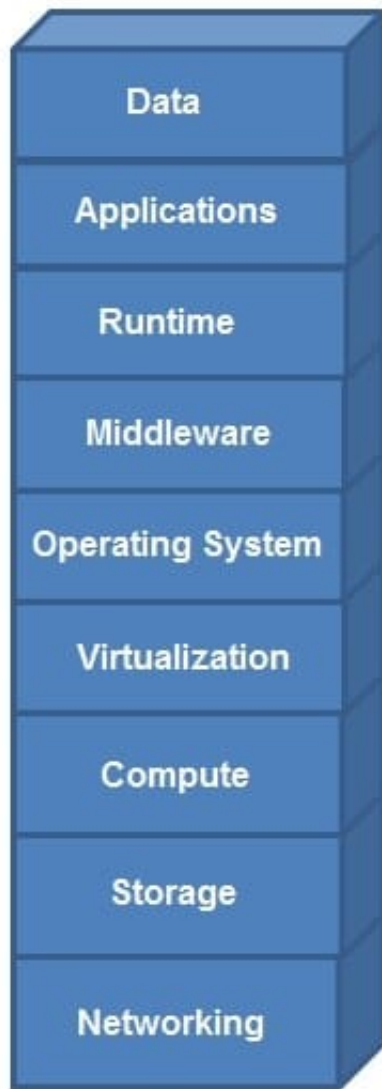 Data
Applications
Runtime
Middleware
Operating System
Virtualization
Compute
Storage
Networking